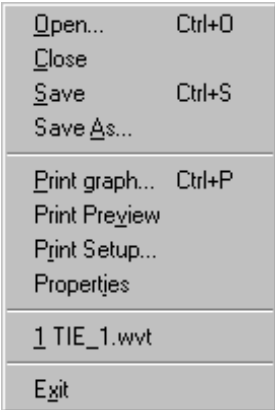 Open... Ctrl+O
Close
Save Ctrl+S
Save As...
Print graph... Ctrl+P
Print Preview
Print Setup...
Properties
1 TIE_1.wvt
Exit